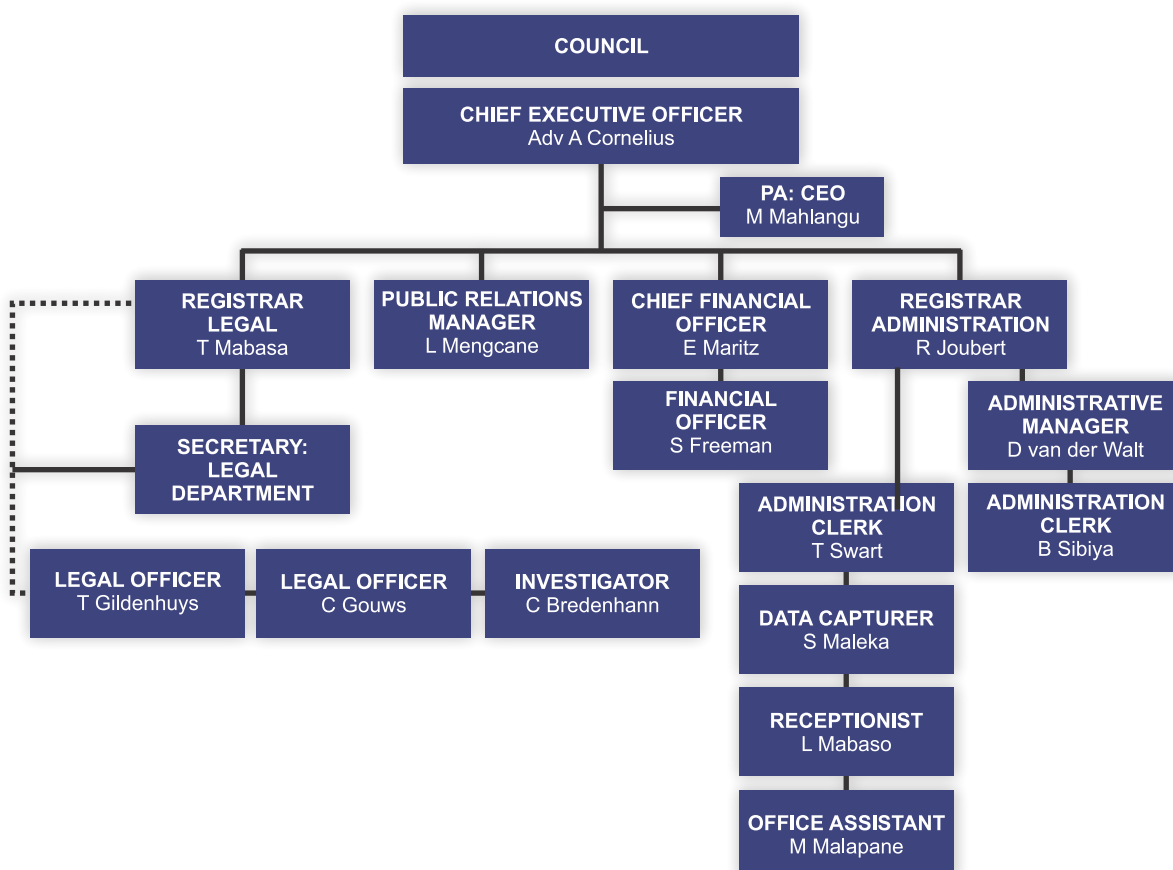 COUNCIL
CHIEF EXECUTIVE OFFICER
Adv A Cornelius
PA: CEO
M Mahlangu
REGISTRAR
LEGAL
T Mabasa
PUBLIC RELATIONS
MANAGER
L Mengcane
CHIEF FINANCIAL
OFFICER
E Maritz
REGISTRAR
ADMINISTRATION
R Joubert
FINANCIAL
OFFICER
S Freeman
ADMINISTRATIVE
MANAGER
D van der Walt
SECRETARY:
LEGAL
DEPARTMENT
ADMINISTRATION
CLERK
T Swart
ADMINISTRATION
CLERK
B Sibiya
LEGAL OFFICER
T Gildenhuys
LEGAL OFFICER
C Gouws
INVESTIGATOR
C Bredenhann
DATA CAPTURER
S Maleka
RECEPTIONIST
L Mabaso
OFFICE ASSISTANT
M Malapane